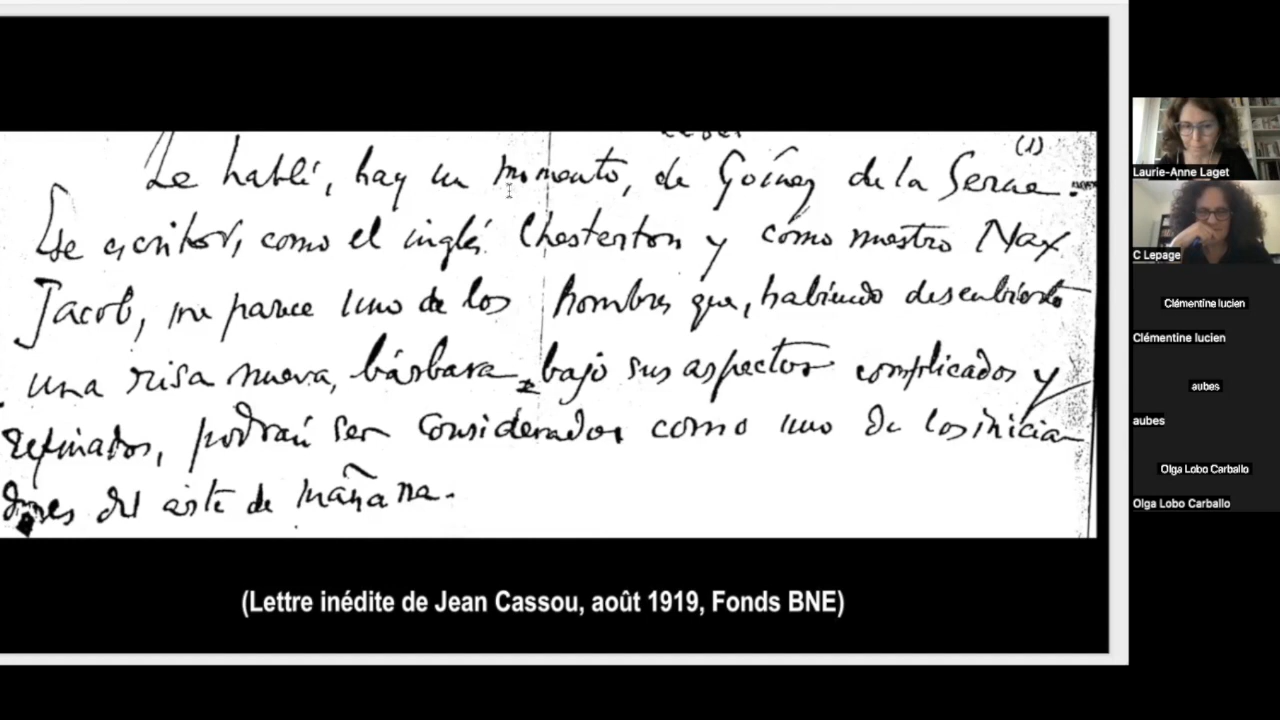 (1)
Le hablé, hay un momento, de Gómez de la Serna.
Ese escritor, como el inglés Chesterton y como nuestro Max
Jacob, me parece uno de los hombres que, habiendo descubierto
una risa nueva, bárbara bajo sus aspectos complicados y
refinados, podrán ser considerados como uno de los inicia
dores del arte de mañana.
(Lettre inédite de Jean Cassou, août 1919, Fonds BNE)
Laurie-Anne Laget
C Lepage
Clémentine lucien
Clémentine lucien
aubes
aubes
Olga Lobo Carballo
Olga Lobo Carballo